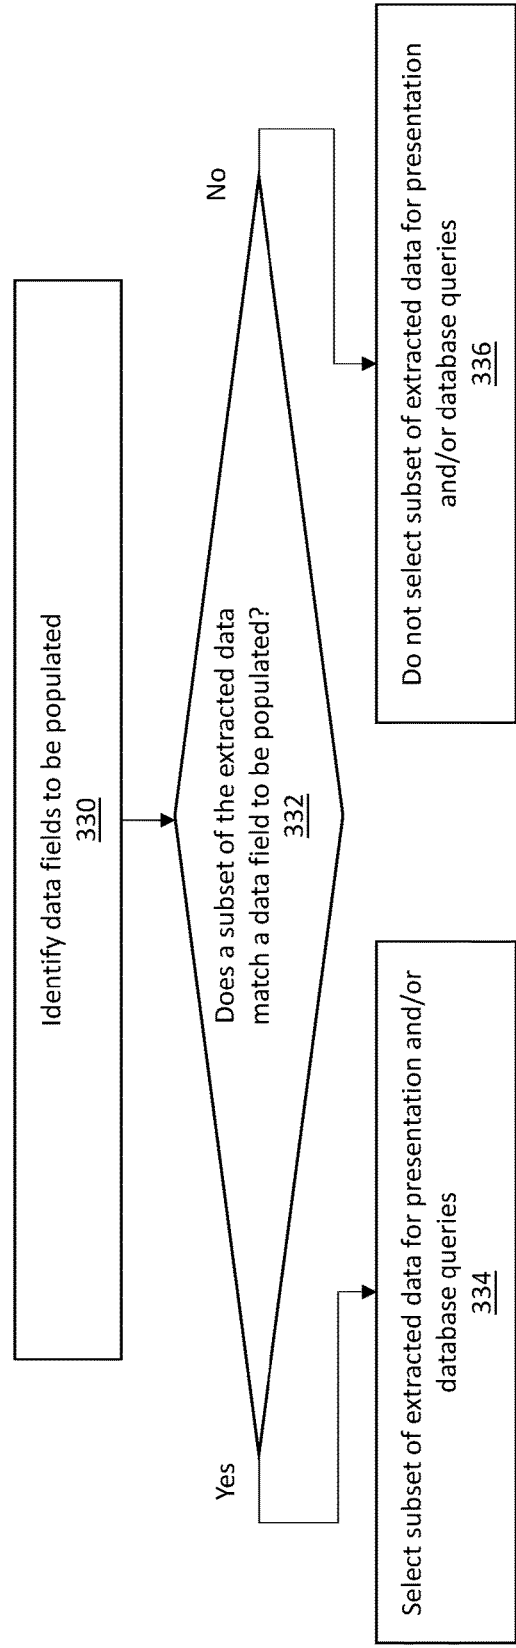 Identify data fields to be populated
330
Does a subset of the extracted data
match a data field to be populated?
332
Yes
No
Select subset of extracted data for presentation and/or
database queries
334
Do not select subset of extracted data for presentation
and/or database queries
336